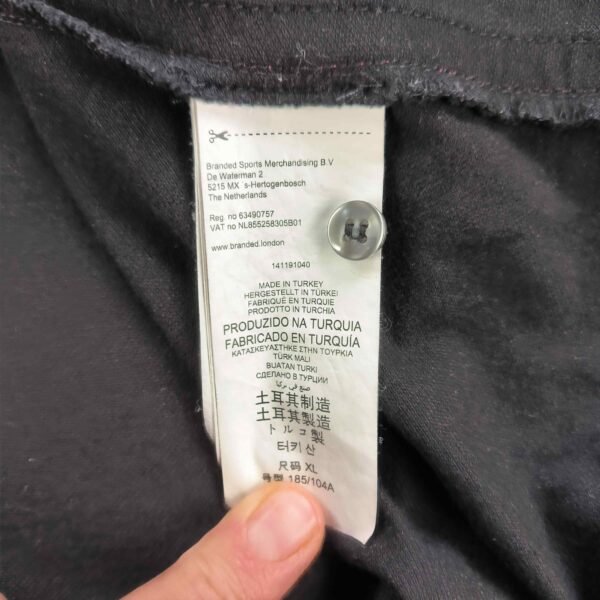 Branded Sports Merchandising B V
De Waterman 2
5215 MX s-Hertogenbosch
The Netherlands
Reg. no 63490757
VAT no NL855258305B01
www.branded.london
141191040
MADE IN TURKEY
HERGESTELLT IN TÜRKEI
FABRIQUÉ EN TURQUIE
PRODOTTO IN TURCHIA
PRODUZIDO NA TURQUIA
FABRICADO EN TURQUÍA
ΚΑΤΑΣΚΕΥΑΣΤΗΚΕ ΣΤΗΝ ΤΟΥΡΚΙΑ
TÜRK MALI
BUATAN TURKI
СДЕЛАНО В ТУРЦИИ
صنع في تركيا
土耳其制造
土耳其製造
トルコ製
터키 산
尺码 XL
号型 185/104A